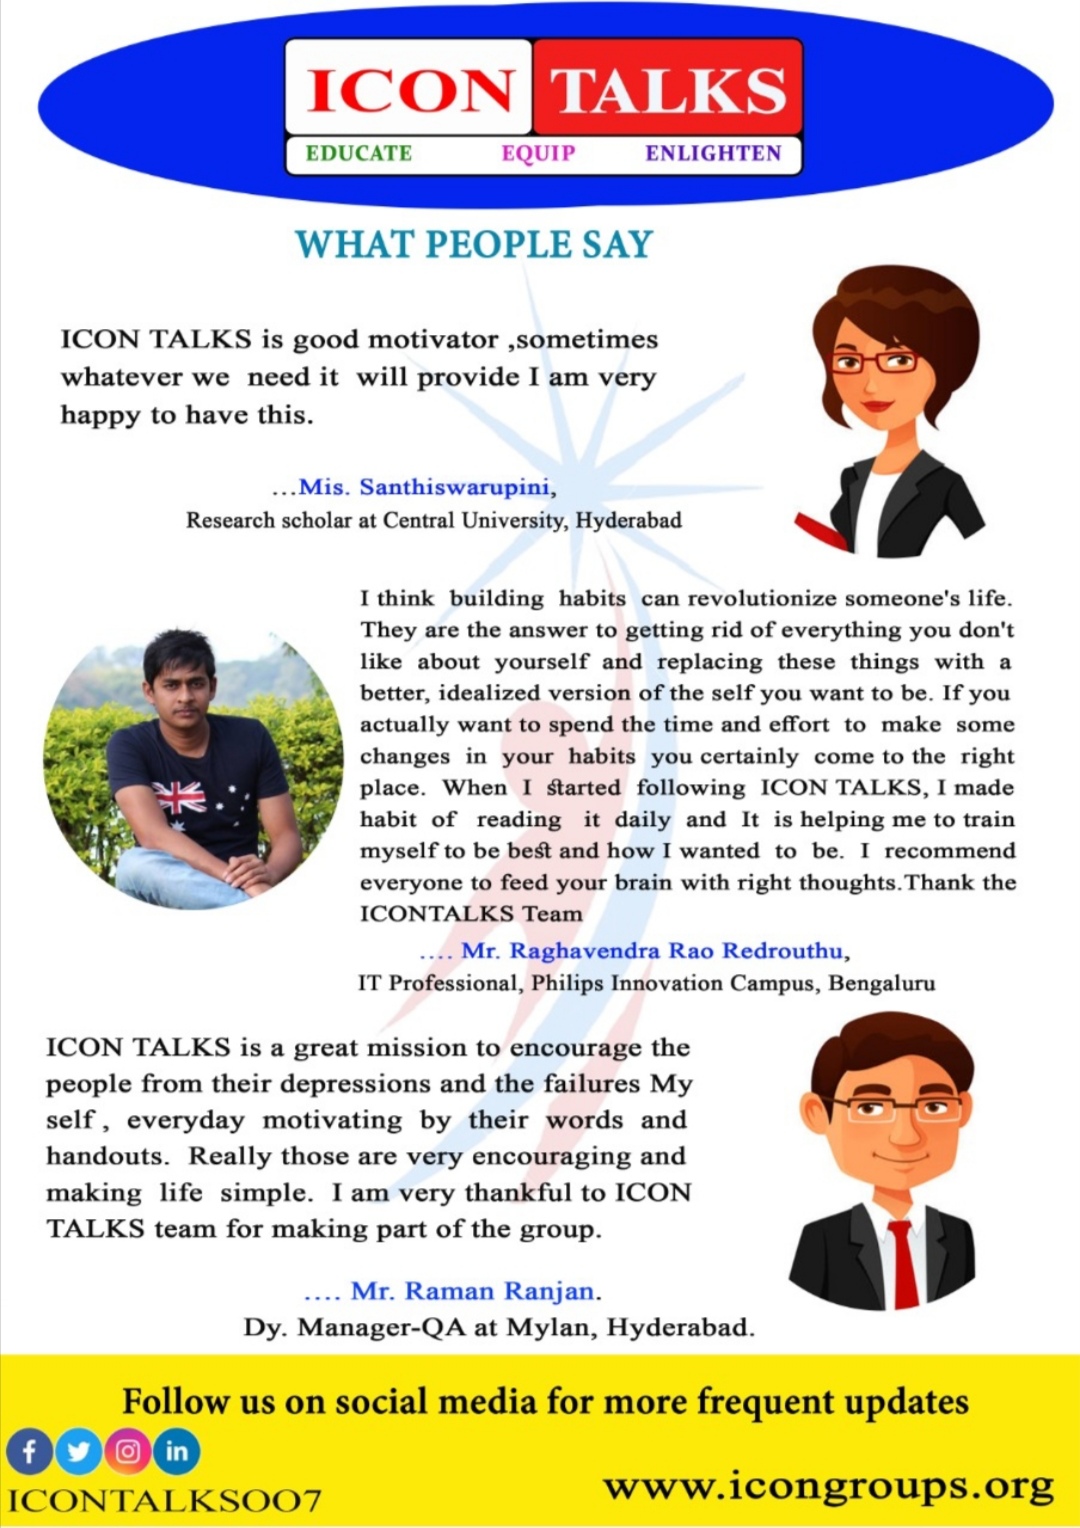 ICON TALKS
EDUCATE EQUIP ENLIGHTEN
WHAT PEOPLE SAY
ICON TALKS is good motivator ,sometimes
whatever we need it will provide I am very
happy to have this.
...Mis. Santhiswarupini,
Research scholar at Central University, Hyderabad
I think building habits can revolutionize someone's life.
They are the answer to getting rid of everything you don't
like about yourself and replacing these things with a
better, idealized version of the self you want to be. If you
actually want to spend the time and effort to make some
changes in your habits you certainly come to the right
place. When I started following ICON TALKS, I made
habit of reading it daily and It is helping me to train
myself to be best and how I wanted to be. I recommend
everyone to feed your brain with right thoughts.Thank the
ICONTALKS Team
.... Mr. Raghavendra Rao Redrouthu,
IT Professional, Philips Innovation Campus, Bengaluru
ICON TALKS is a great mission to encourage the
people from their depressions and the failures My
self , everyday motivating by their words and
handouts. Really those are very encouraging and
making life simple. I am very thankful to ICON
TALKS team for making part of the group.
.... Mr. Raman Ranjan.
Dy. Manager-QA at Mylan, Hyderabad.
Follow us on social media for more frequent updates
ICONTALKS007
www.icongroups.org